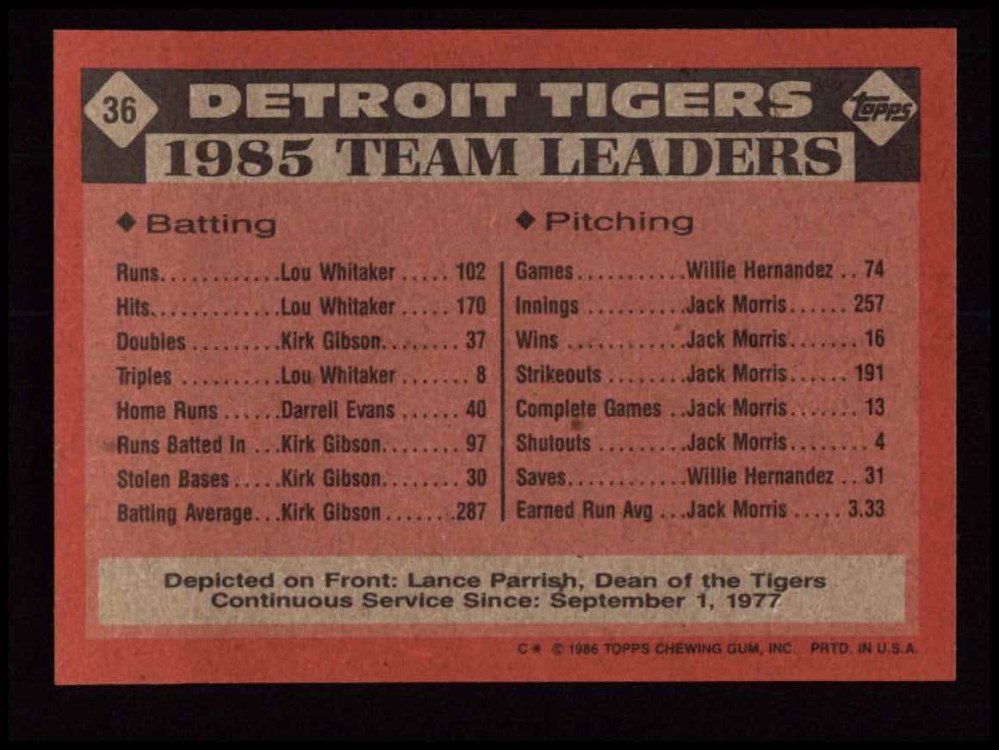 36 DETROIT TIGERS Topps
1985 TEAM LEADERS
◆ Batting
Runs............Lou Whitaker ..... 102
Hits.............Lou Whitaker ..... 170
Doubles .........Kirk Gibson........ 37
Triples ..........Lou Whitaker ....... 8
Home Runs ......Darrell Evans ...... 40
Runs Batted In ...Kirk Gibson........ 97
Stolen Bases .....Kirk Gibson........ 30
Batting Average...Kirk Gibson ...... .287
◆ Pitching
Games...........Willie Hernandez .. 74
Innings ...........Jack Morris...... 257
Wins ............Jack Morris....... 16
Strikeouts ........Jack Morris...... 191
Complete Games ..Jack Morris....... 13
Shutouts .........Jack Morris........ 4
Saves............Willie Hernandez .. 31
Earned Run Avg ...Jack Morris ..... 3.33
Depicted on Front: Lance Parrish, Dean of the Tigers
Continuous Service Since: September 1, 1977
C* © 1986 TOPPS CHEWING GUM, INC. PRTD. IN U.S.A.